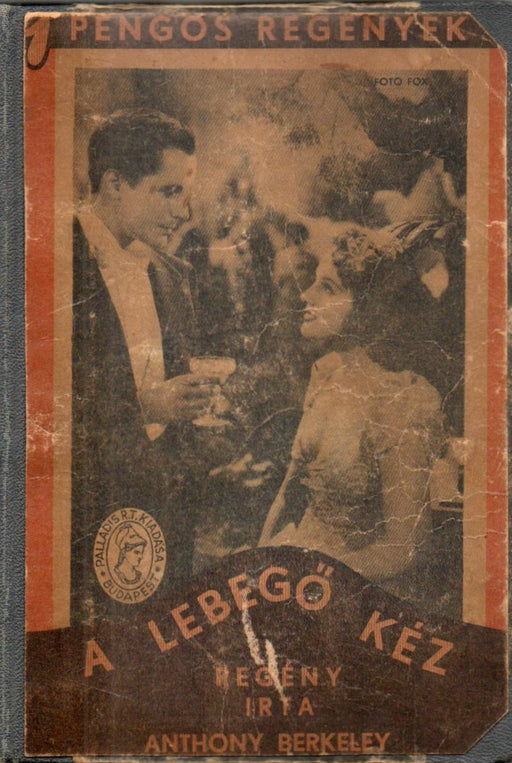 1 PENGŐS REGÉNYEK
FOTO FOX
PALLADIS R.T. KIADÁSA
BUDAPEST
A LEBEGŐ KÉZ
REGÉNY
IRTA
ANTHONY BERKELEY